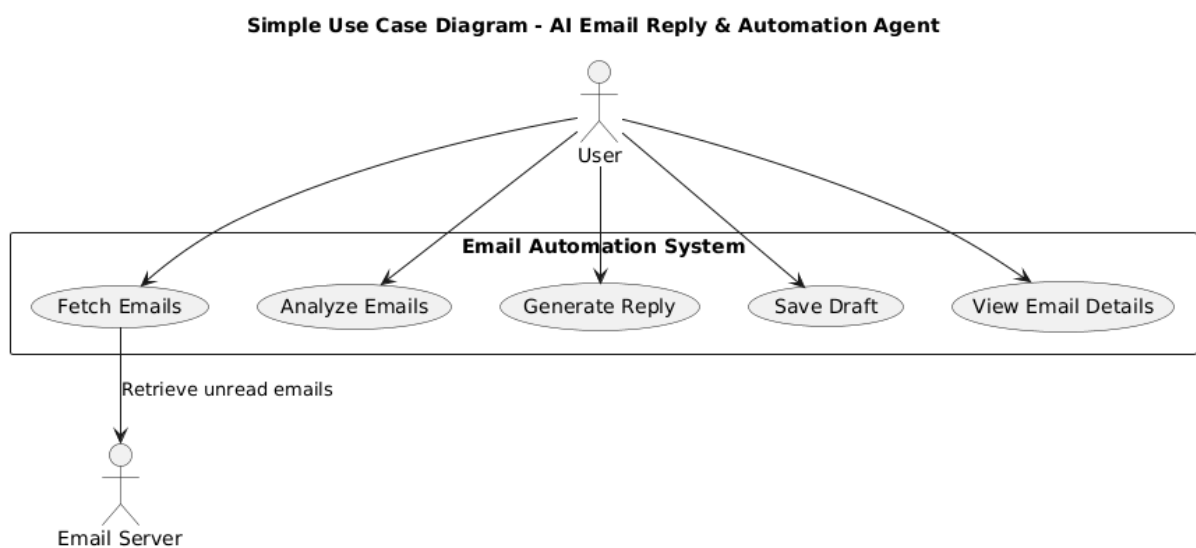 Simple Use Case Diagram - AI Email Reply & Automation Agent
User
Email Automation System
Fetch Emails
Analyze Emails
Generate Reply
Save Draft
View Email Details
Retrieve unread emails
Email Server